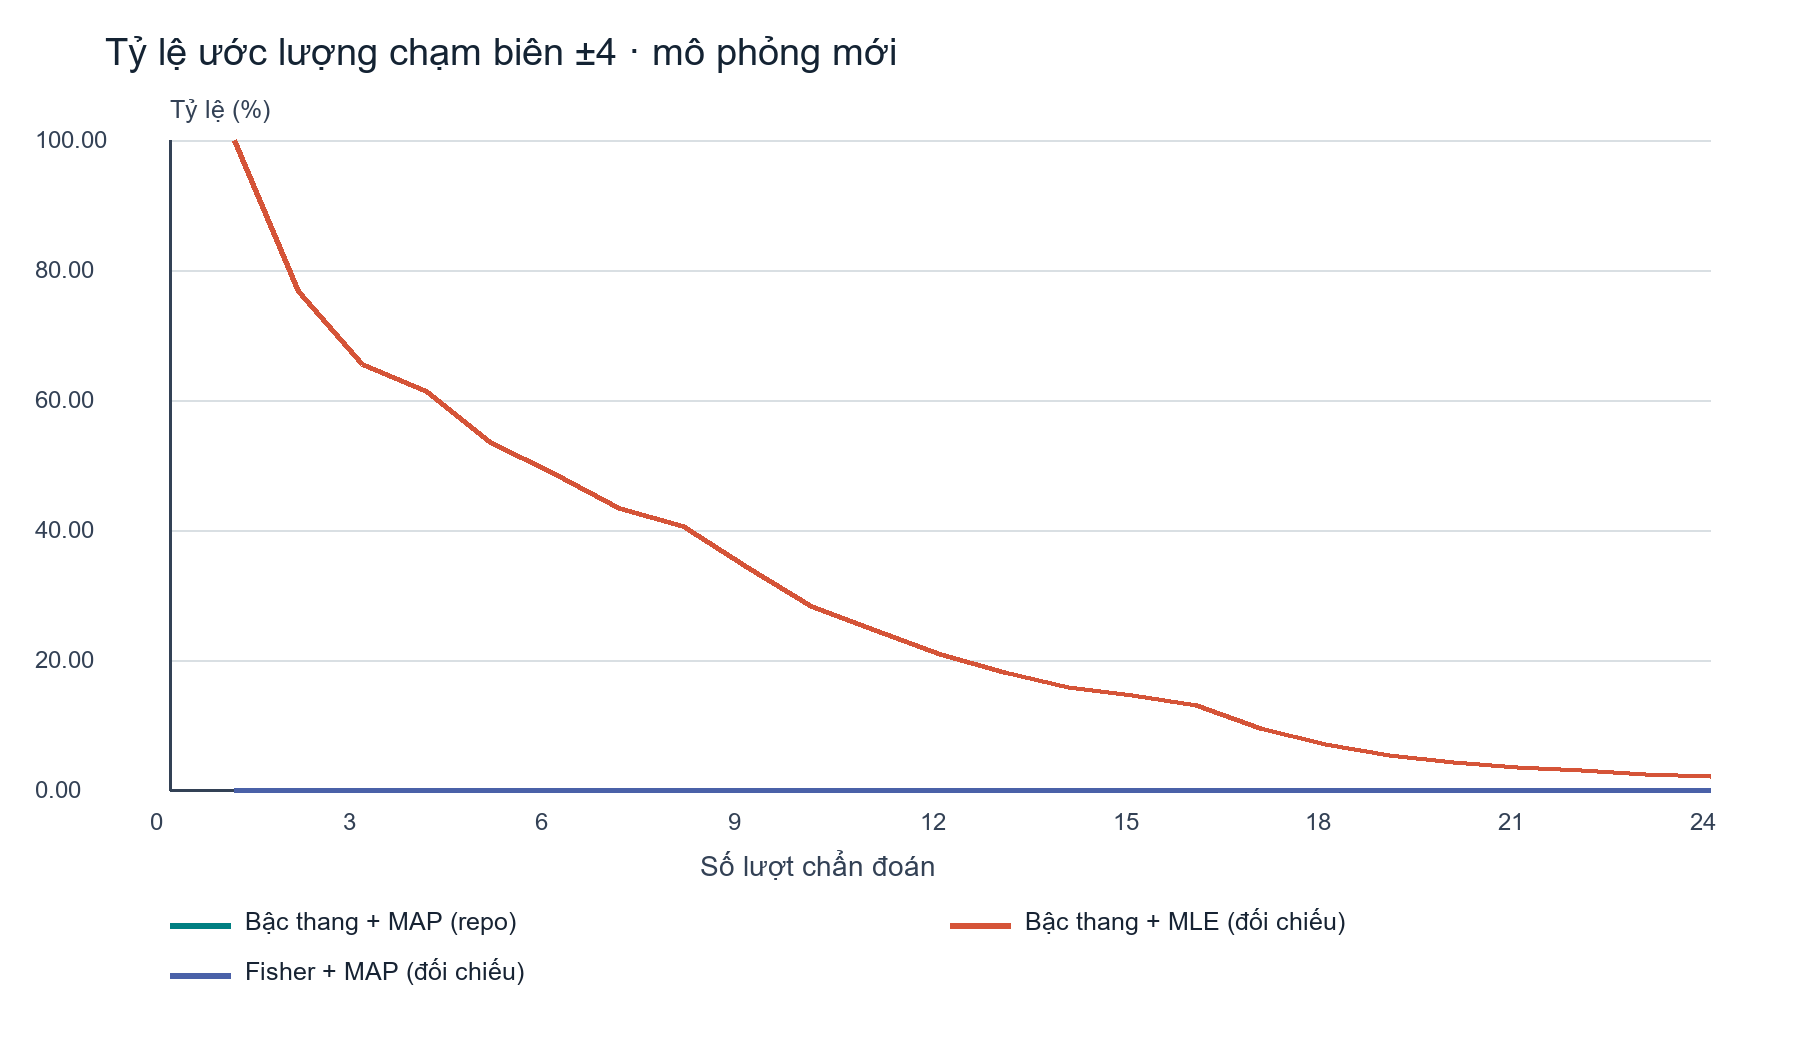 Tỷ lệ ước lượng chạm biên ±4 · mô phỏng mới
Tỷ lệ (%)
100.00
80.00
60.00
40.00
20.00
0.00
0 3 6 9 12 15 18 21 24
Số lượt chẩn đoán
Bậc thang + MAP (repo)
Bậc thang + MLE (đối chiếu)
Fisher + MAP (đối chiếu)